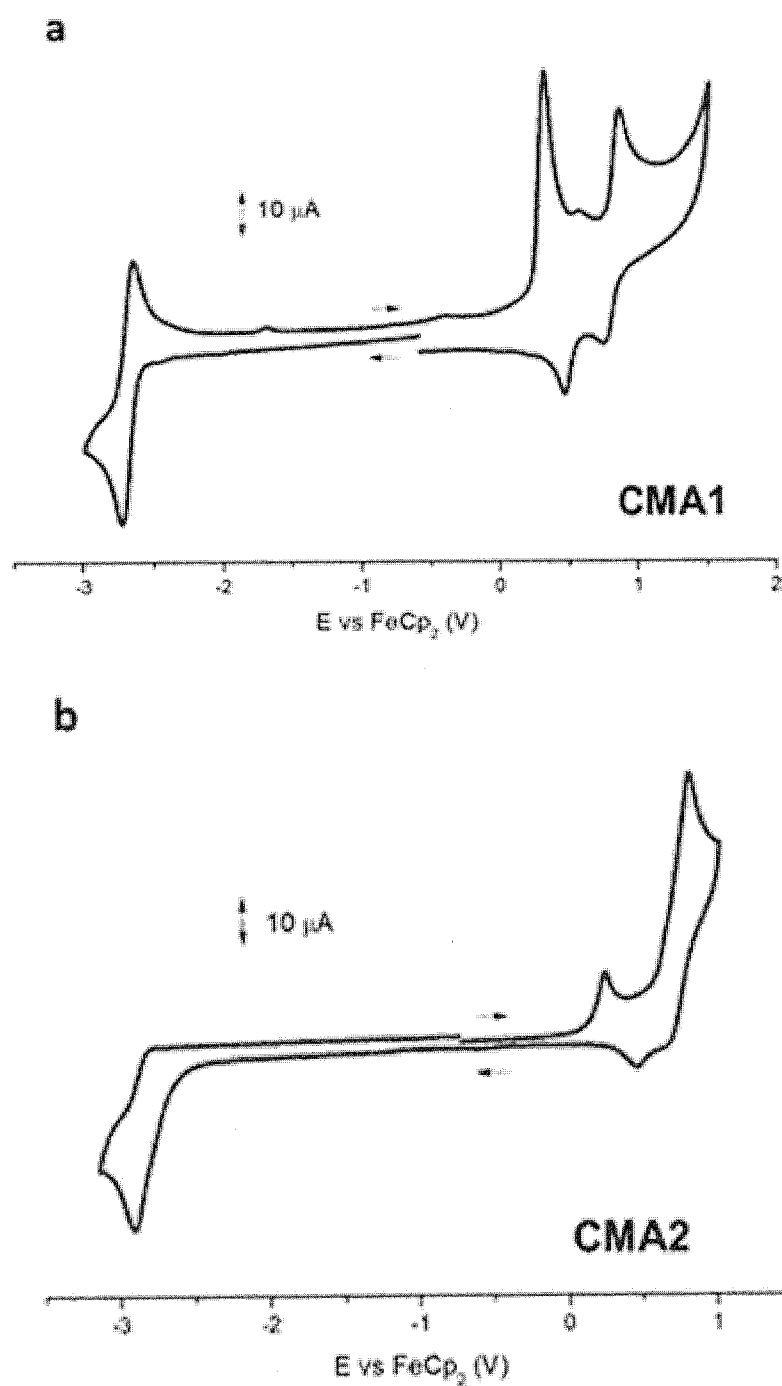 a
10 μA
CMA1
-3 -2 -1 0 1 2
E vs FeCp₂ (V)
b
10 μA
CMA2
-3 -2 -1 0 1
E vs FeCp₂ (V)